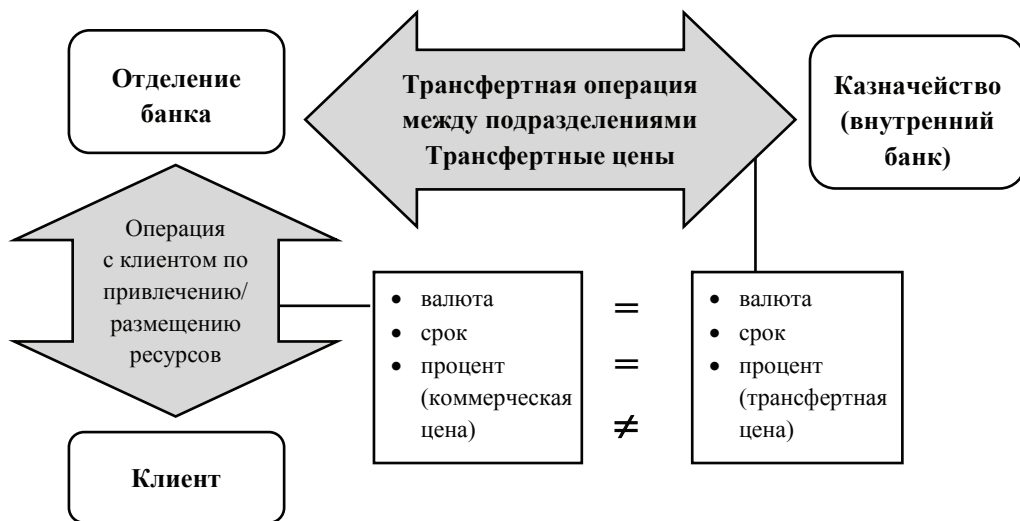 Отделение
банка
Трансфертная операция
между подразделениями
Трансфертные цены
Казначейство
(внутренний
банк)
Операция
с клиентом по
привлечению/
размещению
ресурсов
• валюта
• срок
• процент
(коммерческая
цена)
=
=
≠
• валюта
• срок
• процент
(трансфертная
цена)
Клиент